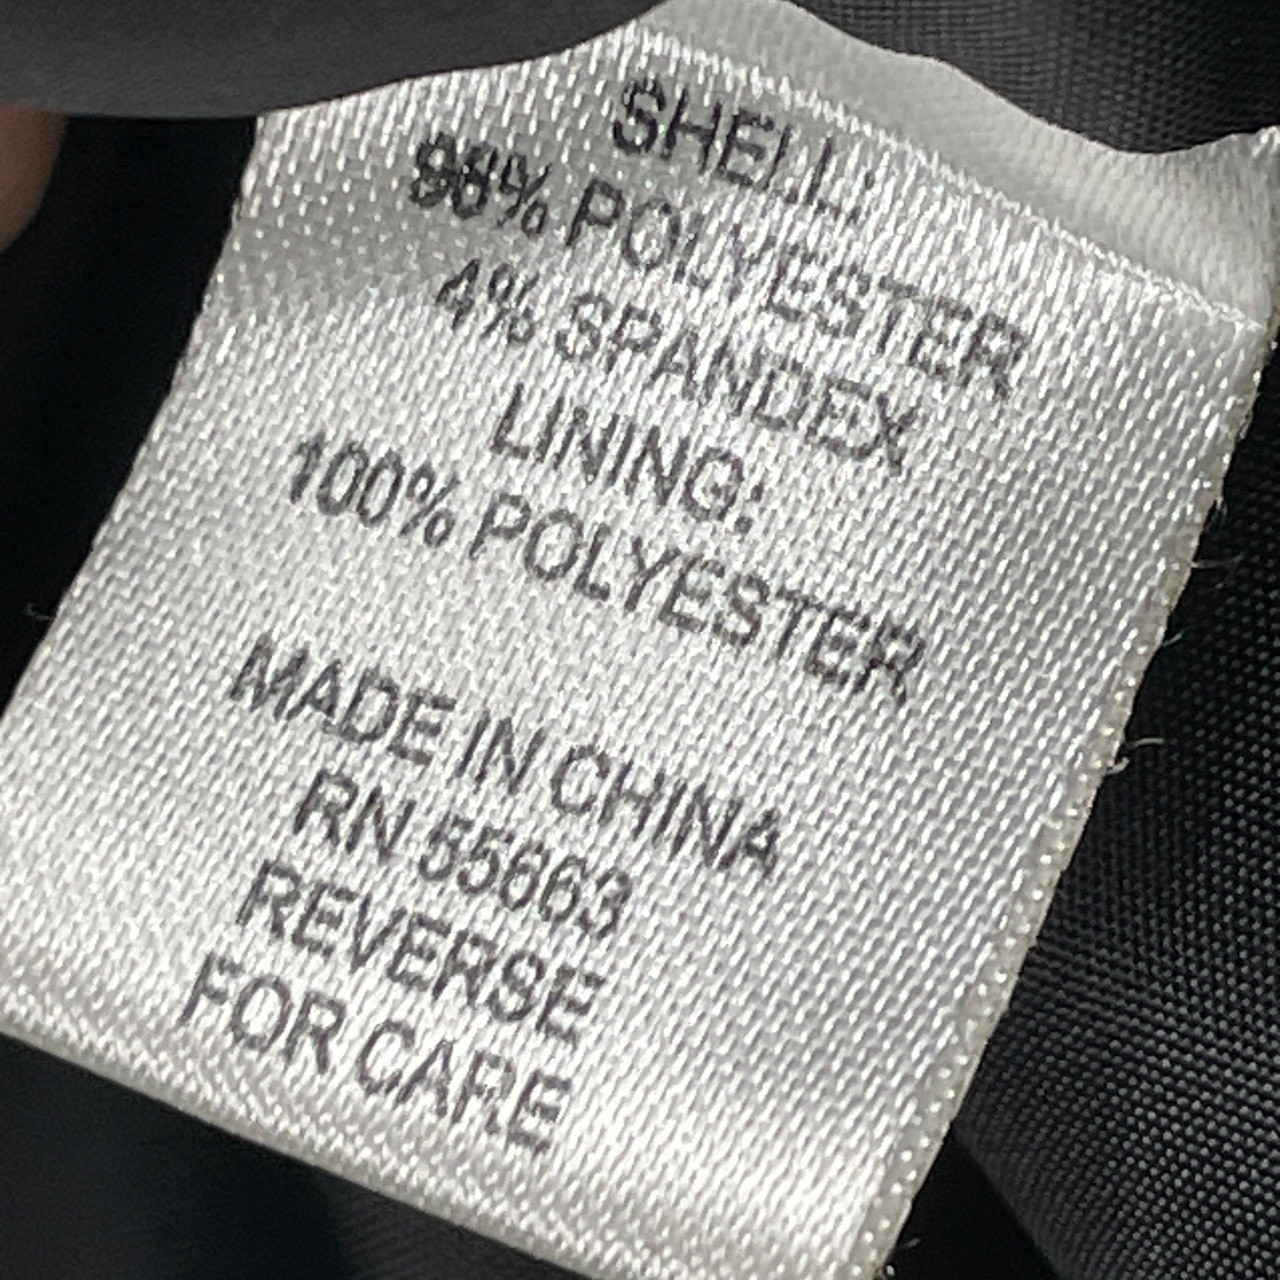 SHELL:
96% POLYESTER
4% SPANDEX
LINING:
100% POLYESTER
MADE IN CHINA
RN 55663
REVERSE
FOR CARE